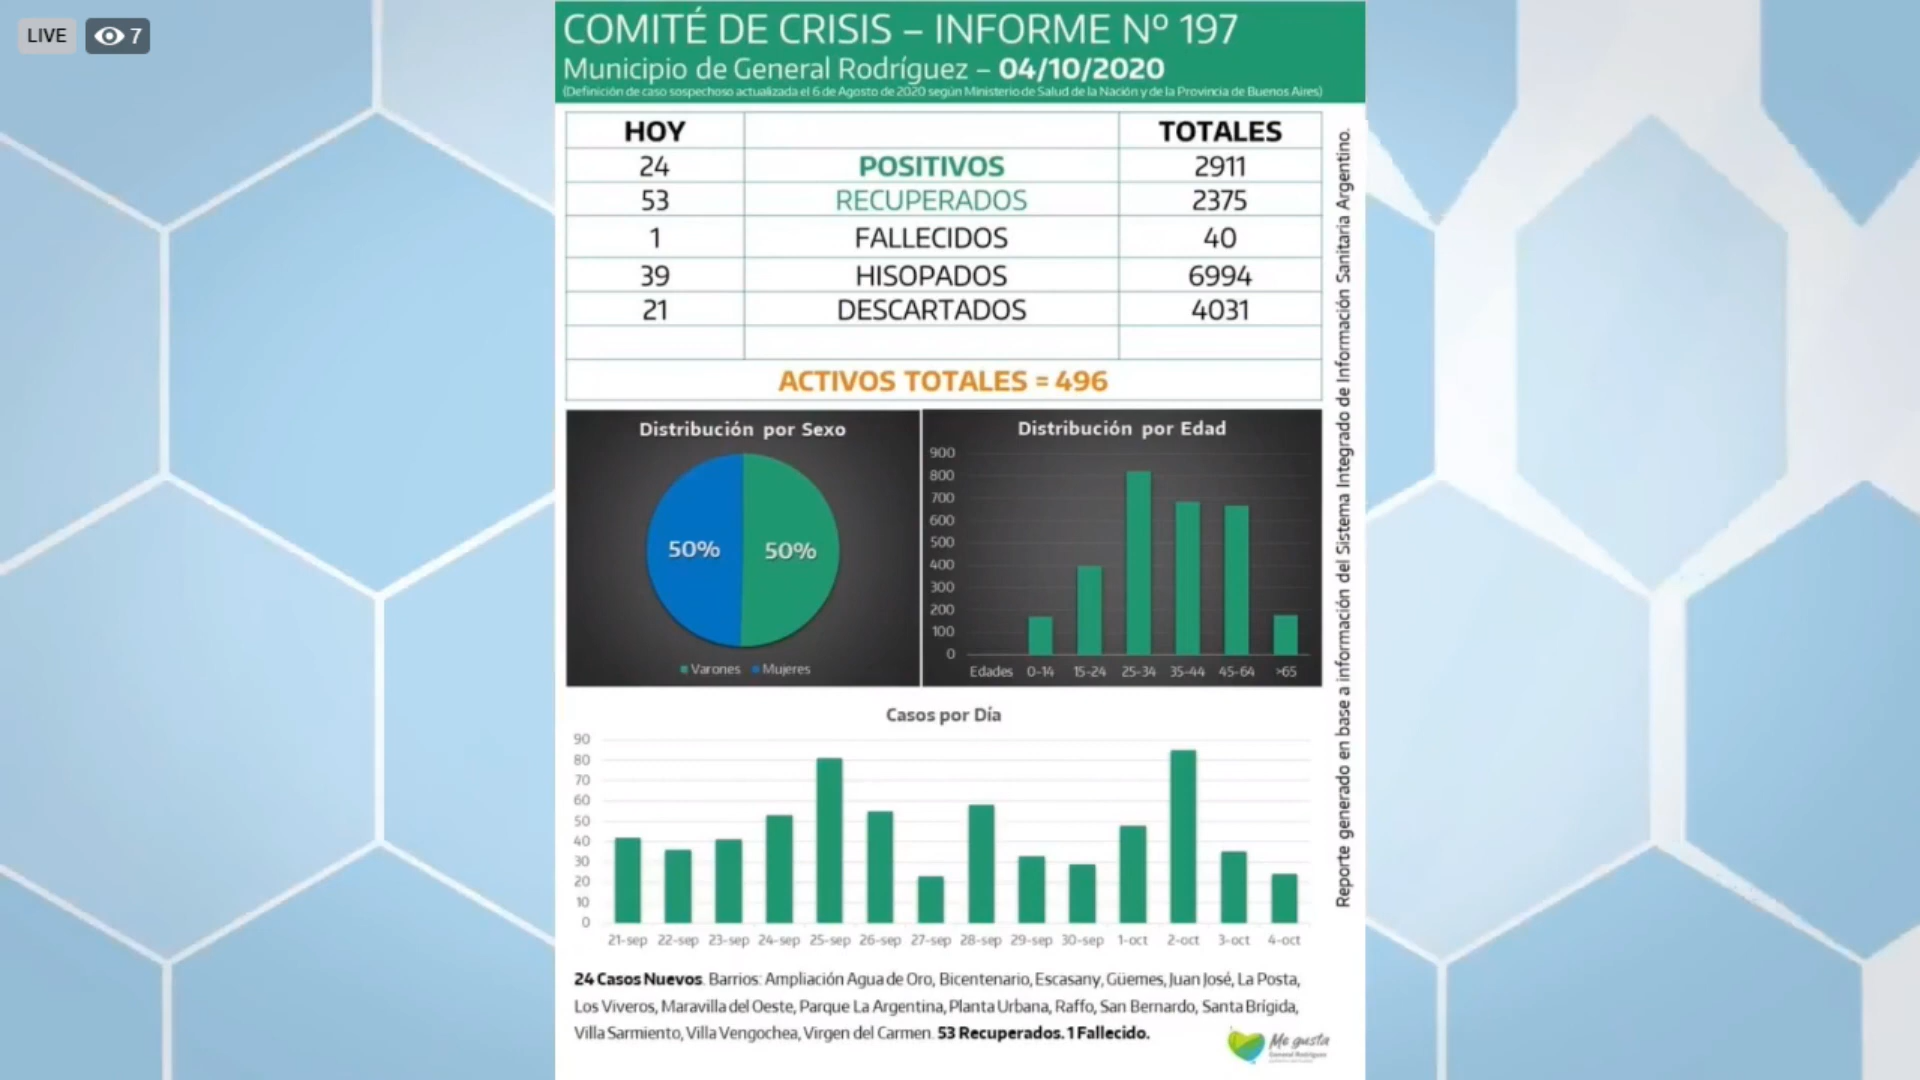 LIVE
7
COMITÉ DE CRISIS – INFORME Nº 197
Municipio de General Rodríguez – 04/10/2020
(Definición de caso sospechoso actualizada el 6 de Agosto de 2020 según Ministerio de Salud de la Nación y de la Provincia de Buenos Aires)
HOY TOTALES
24 POSITIVOS 2911
53 RECUPERADOS 2375
1 FALLECIDOS 40
39 HISOPADOS 6994
21 DESCARTADOS 4031
ACTIVOS TOTALES = 496
Reporte generado en base a información del Sistema Integrado de Información Sanitaria Argentino.
Distribución por Sexo
50% 50%
Varones Mujeres
Distribución por Edad
900
800
700
600
500
400
300
200
100
0
Edades 0-14 15-24 25-34 35-44 45-64 >65
Casos por Día
90
80
70
60
50
40
30
20
10
0
21-sep 22-sep 23-sep 24-sep 25-sep 26-sep 27-sep 28-sep 29-sep 30-sep 1-oct 2-oct 3-oct 4-oct
24 Casos Nuevos. Barrios: Ampliación Agua de Oro, Bicentenario, Escasany, Güemes, Juan José, La Posta,
Los Viveros, Maravilla del Oeste, Parque La Argentina, Planta Urbana, Raffo, San Bernardo, Santa Brígida,
Villa Sarmiento, Villa Vengochea, Virgen del Carmen. 53 Recuperados. 1 Fallecido.
Me gusta
General Rodríguez